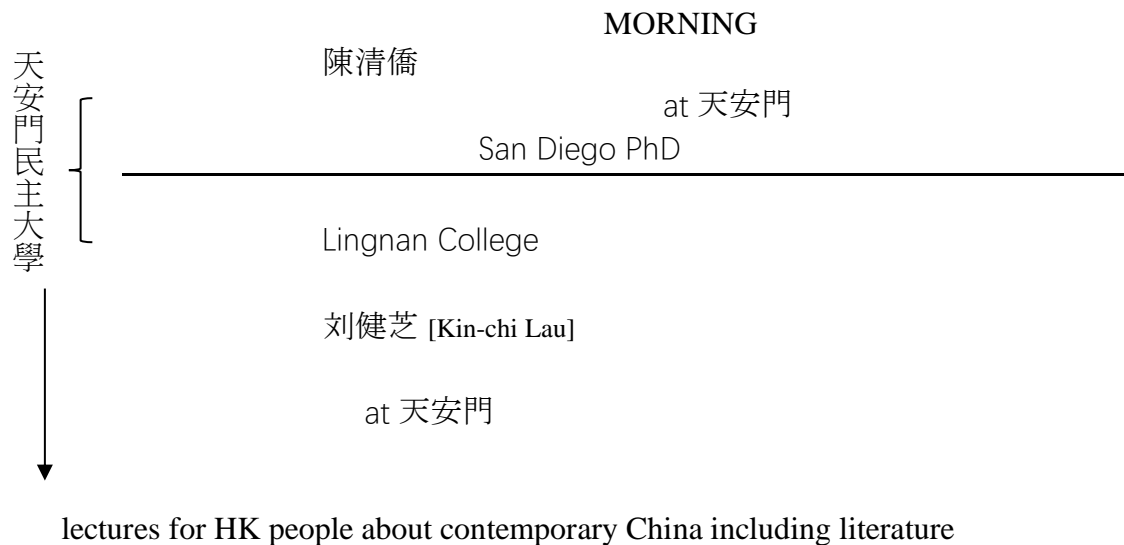 MORNING
天安門民主大學
陳清僑
at 天安門
San Diego PhD
Lingnan College
刘健芝 [Kin-chi Lau]
at 天安門
lectures for HK people about contemporary China including literature